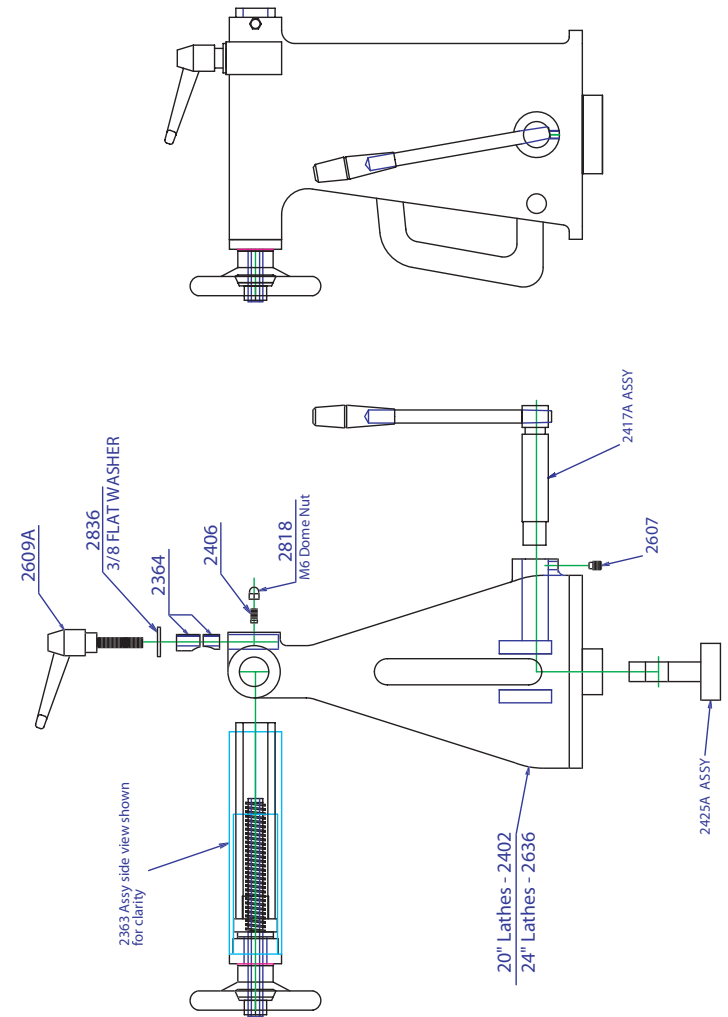 2609A
2836
3/8 FLAT WASHER
2364
2406
2818
M6 Dome Nut
2417A ASSY
2607
2363 Assy side view shown
for clarity
20" Lathes - 2402
24" Lathes - 2636
2425A ASSY